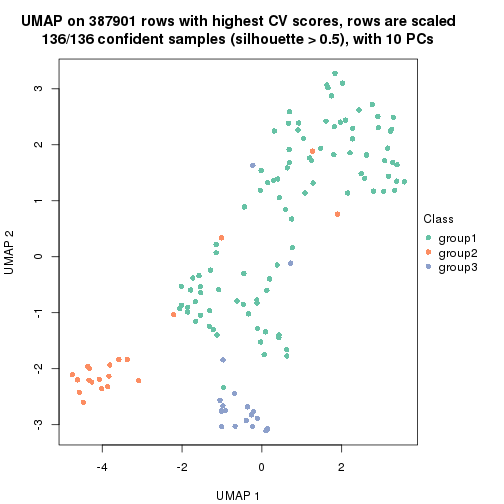 UMAP on 387901 rows with highest CV scores, rows are scaled
136/136 confident samples (silhouette > 0.5), with 10 PCs
3
2
1
0
-1
-2
-3
UMAP 2
-4
-2
0
2
UMAP 1
Class
group1
group2
group3